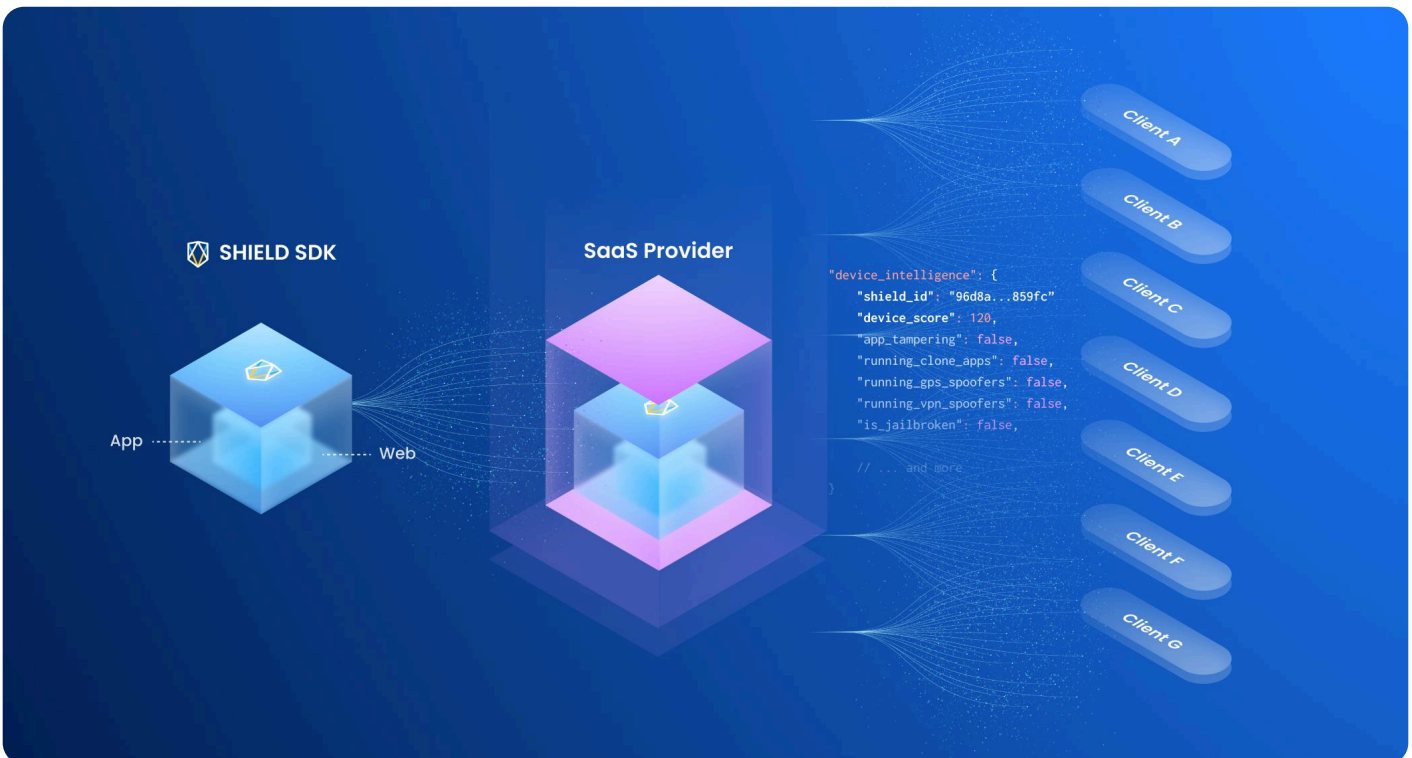 SHIELD SDK
App
Web
SaaS Provider
"device_intelligence": {
"shield_id": "96d8a...859fc”
"device_score": 120,
"app_tampering": false,
"running_clone_apps": false,
"running_gps_spoofers": false,
"running_vpn_spoofers": false,
"is_jailbroken": false,
// ... and more
}
Client A
Client B
Client C
Client D
Client E
Client F
Client G